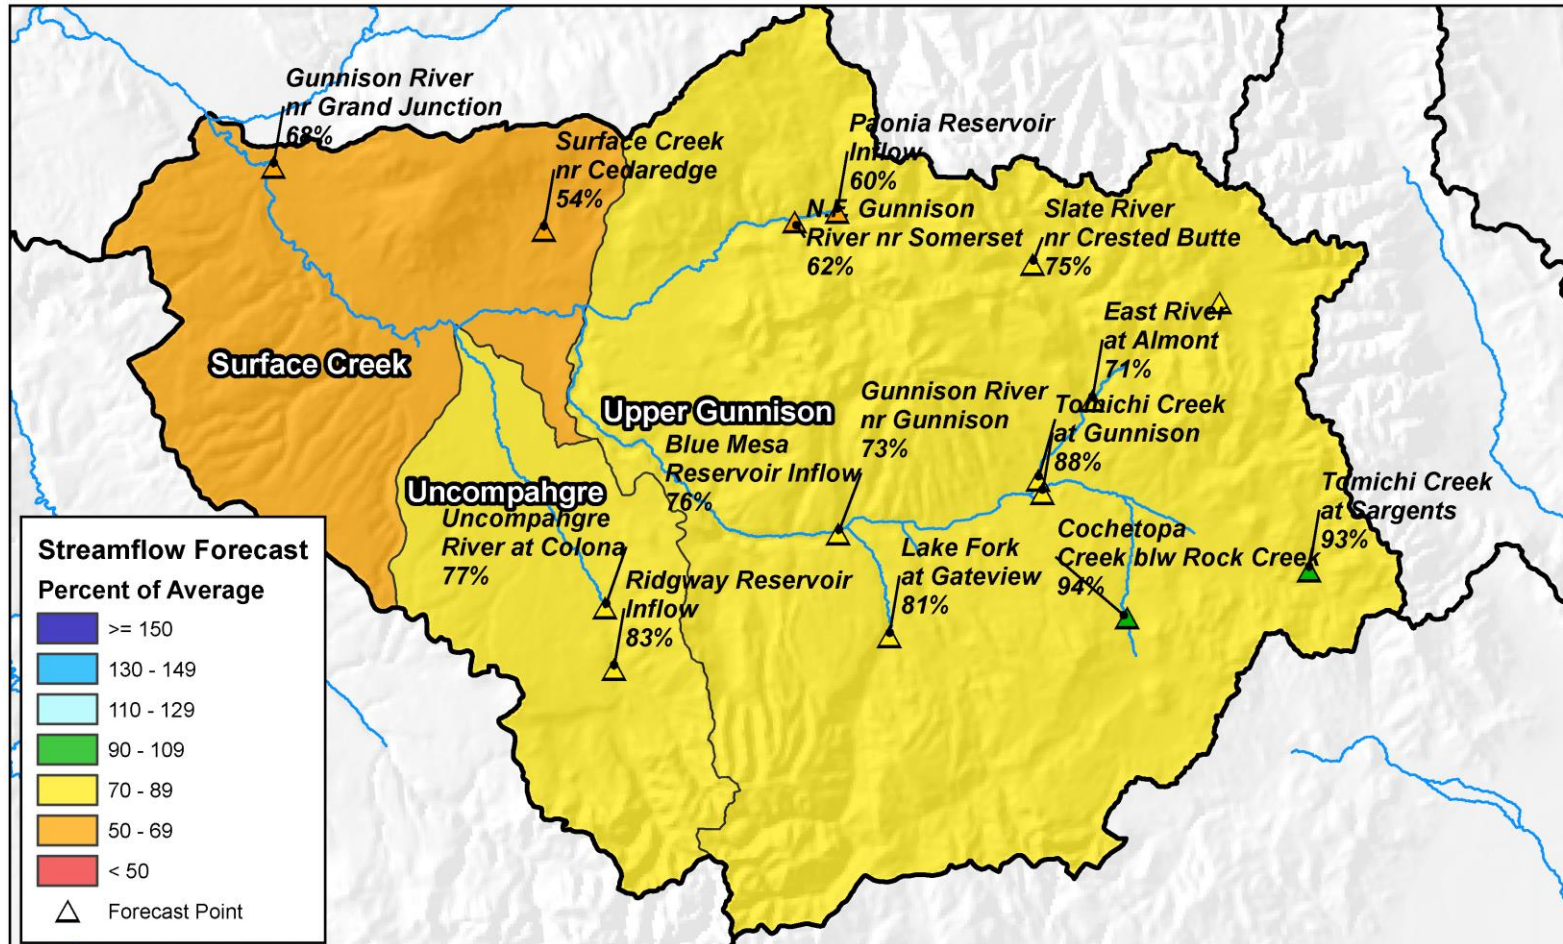 Gunnison River
nr Grand Junction
68%
Surface Creek
nr Cedaredge
54%
Paonia Reservoir
Inflow
60%
N.F. Gunnison
River nr Somerset
62%
Slate River
nr Crested Butte
75%
East River
at Almont
71%
Surface Creek
Upper Gunnison
Gunnison River
nr Gunnison
73%
Tomichi Creek
at Gunnison
88%
Blue Mesa
Reservoir Inflow
76%
Uncompahgre
Uncompahgre
River at Colona
77%
Ridgway Reservoir
Inflow
83%
Lake Fork
at Gateview
81%
Cochetopa
Creek blw Rock Creek
94%
Tomichi Creek
at Sargents
93%
Streamflow Forecast
Percent of Average
>= 150
130 - 149
110 - 129
90 - 109
70 - 89
50 - 69
< 50
Forecast Point